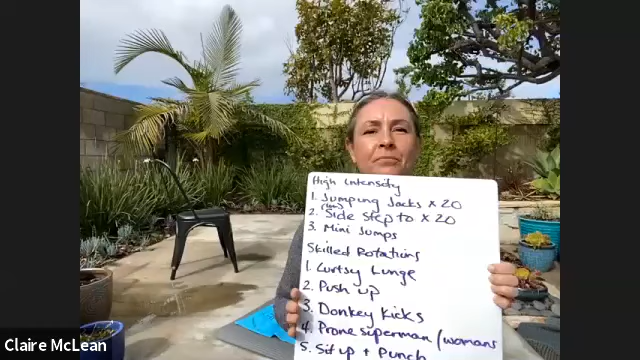 High Intensity
1. Jumping Jacks x 20
2. Side Step to x 20
3. Mini Jumps
Skilled Rotations
1. Curtsy Lunge
2. Push up
3. Donkey Kicks
4. Prone superman/womans
5. Sit up + Punch
Claire McLean